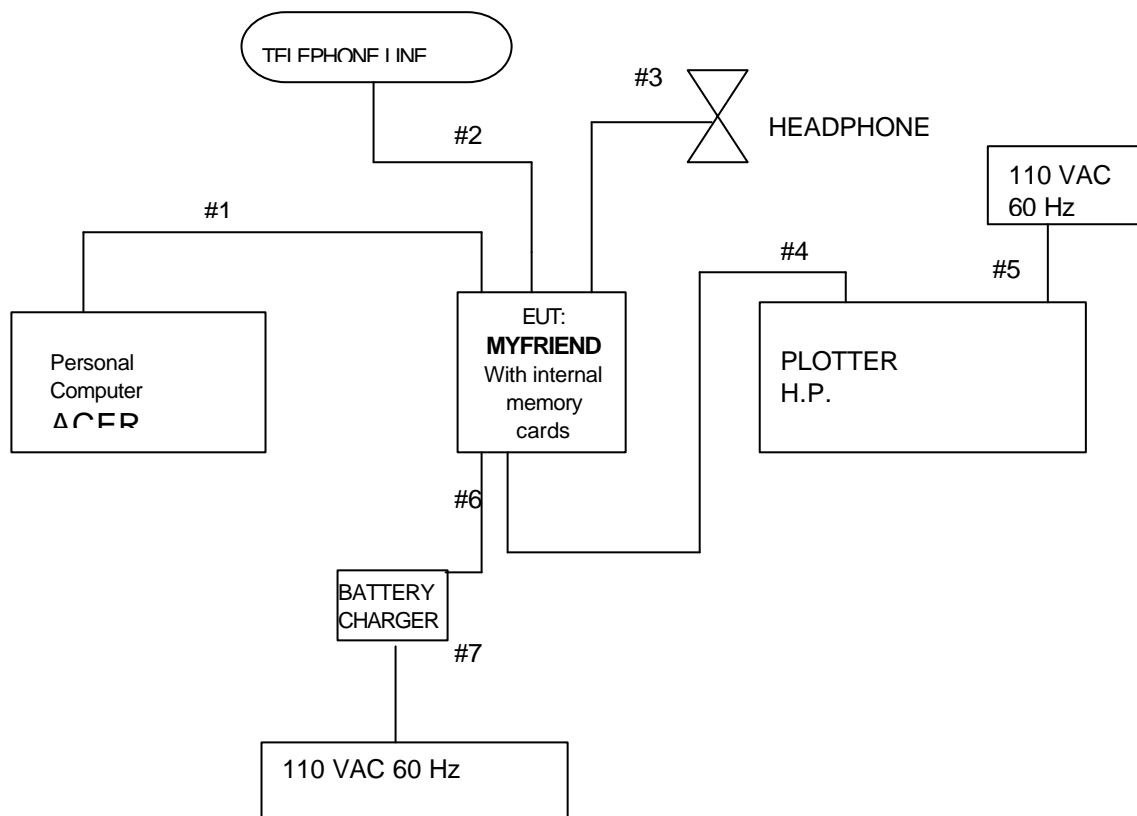 TELEPHONE LINE
#3
HEADPHONE
#2
110 VAC
60 Hz
#1
#4
#5
EUT:
MYFRIEND
With internal
memory
cards
Personal
Computer
ACER
PLOTTER
H.P.
#6
BATTERY
CHARGER
#7
110 VAC 60 Hz